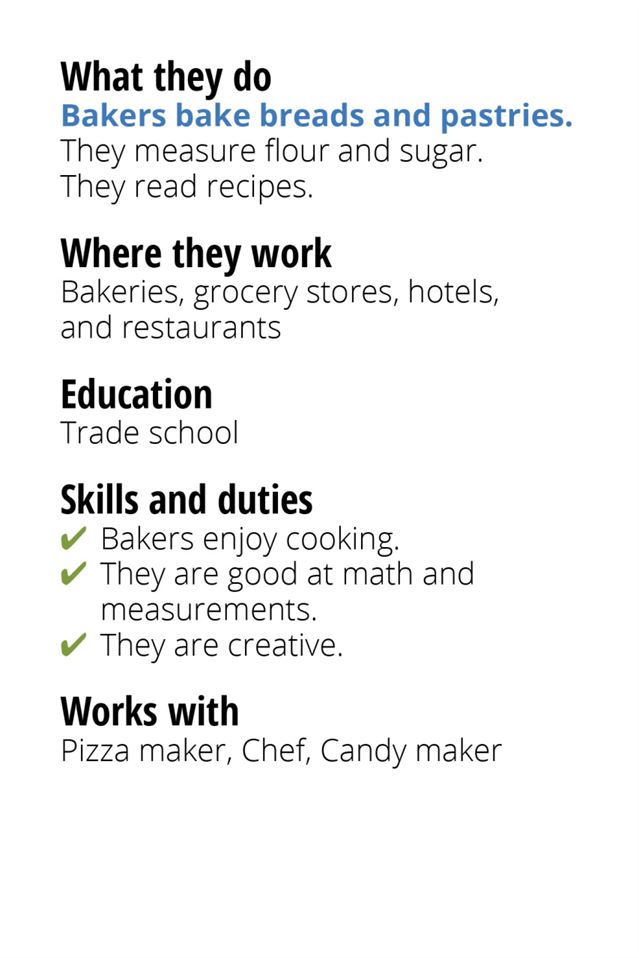 What they do
Bakers bake breads and pastries.
They measure flour and sugar.
They read recipes.
Where they work
Bakeries, grocery stores, hotels,
and restaurants
Education
Trade school
Skills and duties
✔ Bakers enjoy cooking.
✔ They are good at math and
measurements.
✔ They are creative.
Works with
Pizza maker, Chef, Candy maker